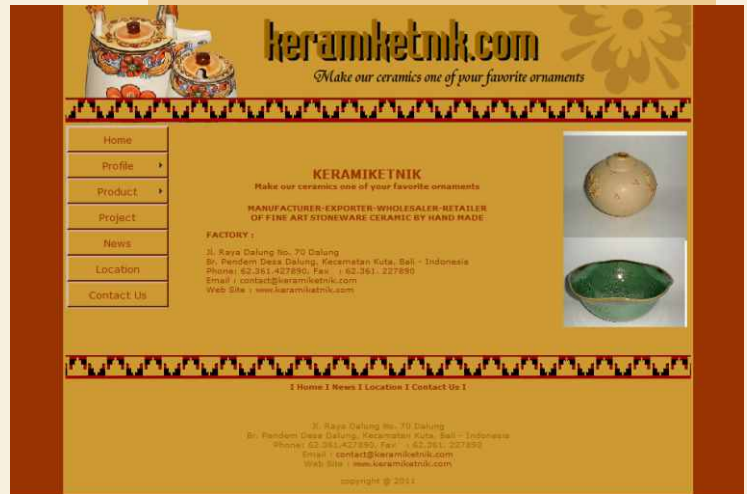 keramiketnik.com
Make our ceramics one of your favorite ornaments
Home
Profile
Product
Project
News
Location
Contact Us
KERAMIKETNIK
Make our ceramics one of your favorite ornaments
MANUFACTURER-EXPORTER-WHOLESALER-RETAILER
OF FINE ART STONEWARE CERAMIC BY HAND MADE
FACTORY :
Jl. Raya Dalung No. 70 Dalung
Br. Pendem Desa Dalung, Kecamatan Kuta, Bali - Indonesia
Phone: 62.361.427890, Fax : 62.361. 227890
Email : contact@keramiketnik.com
Web Site : www.keramiketnik.com
I Home I News I Location I Contact Us I
Jl. Raya Dalung No. 70 Dalung
Br. Pendem Desa Dalung, Kecamatan Kuta, Bali - Indonesia
Phone: 62.361.427890, Fax : 62.361. 227890
Email : contact@keramiketnik.com
Web Site : www.keramiketnik.com
copyright @ 2011